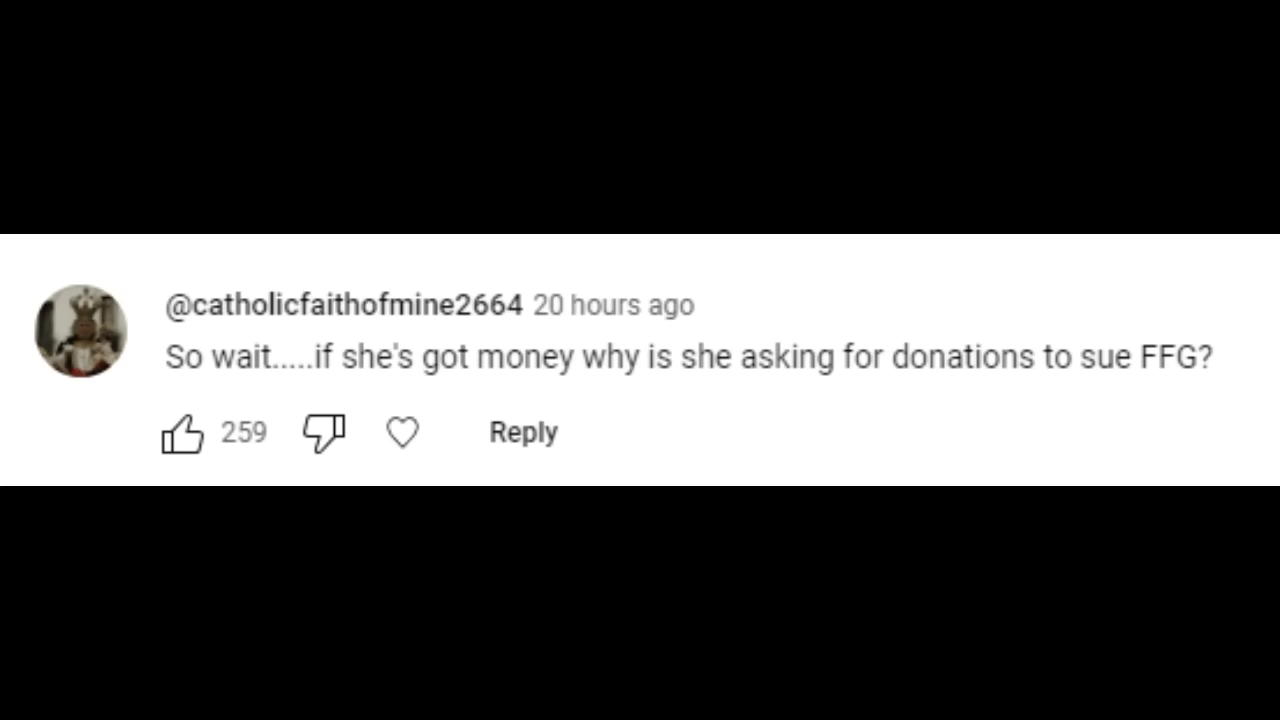 @catholicfaithofmine2664 20 hours ago
So wait.....if she's got money why is she asking for donations to sue FFG?
259 Reply